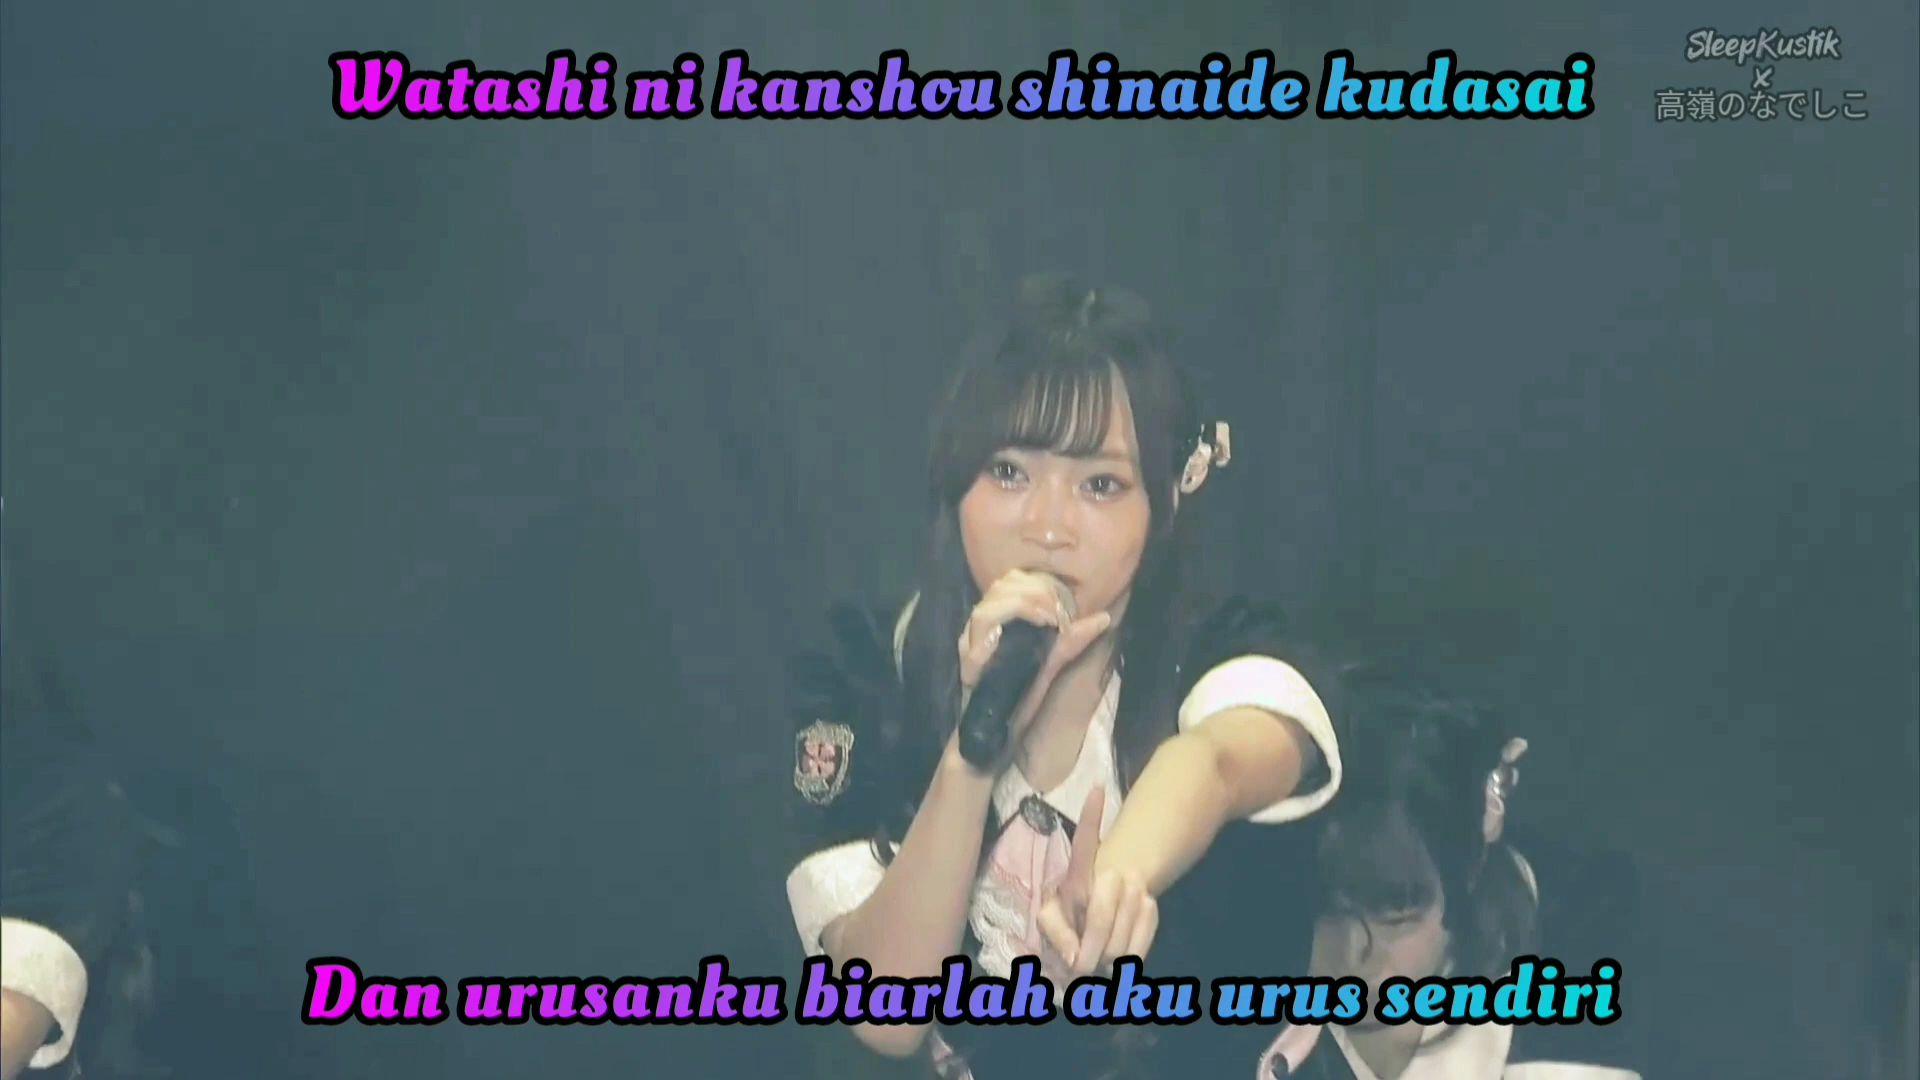 Watashi ni kanshou shinaide kudasai
SleepKustik
×
高嶺のなでしこ
Dan urusanku biarlah aku urus sendiri